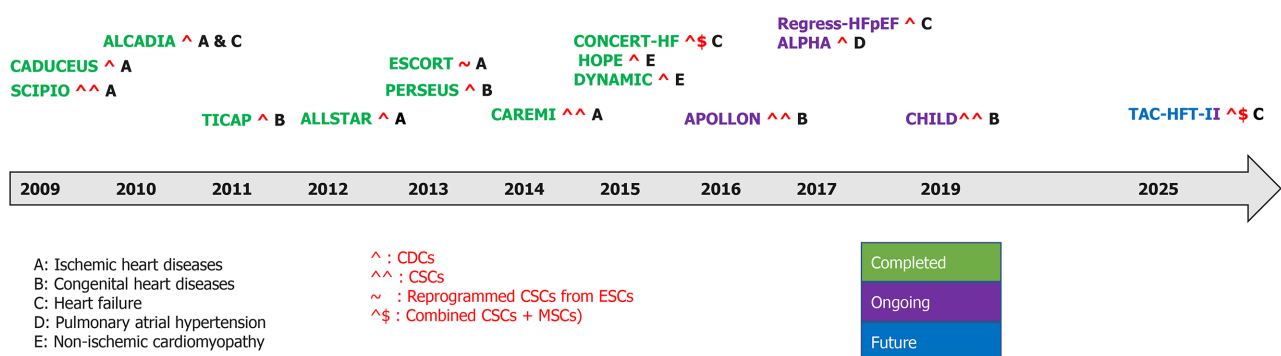 Regress-HFpEF ^ C
ALCADIA ^ A & C
CONCERT-HF ^$ C
ALPHA ^ D
CADUCEUS ^ A
ESCORT ~ A
HOPE ^ E
SCIPIO ^^ A
PERSEUS ^ B
DYNAMIC ^ E
TICAP ^ B
ALLSTAR ^ A
CAREMI ^^ A
APOLLON ^^ B
CHILD^^ B
TAC-HFT-II ^$ C
2009 2010 2011 2012 2013 2014 2015 2016 2017 2019 2025
A: Ischemic heart diseases
B: Congenital heart diseases
C: Heart failure
D: Pulmonary atrial hypertension
E: Non-ischemic cardiomyopathy
^ : CDCs
^^ : CSCs
~ : Reprogrammed CSCs from ESCs
^$ : Combined CSCs + MSCs)
Completed
Ongoing
Future